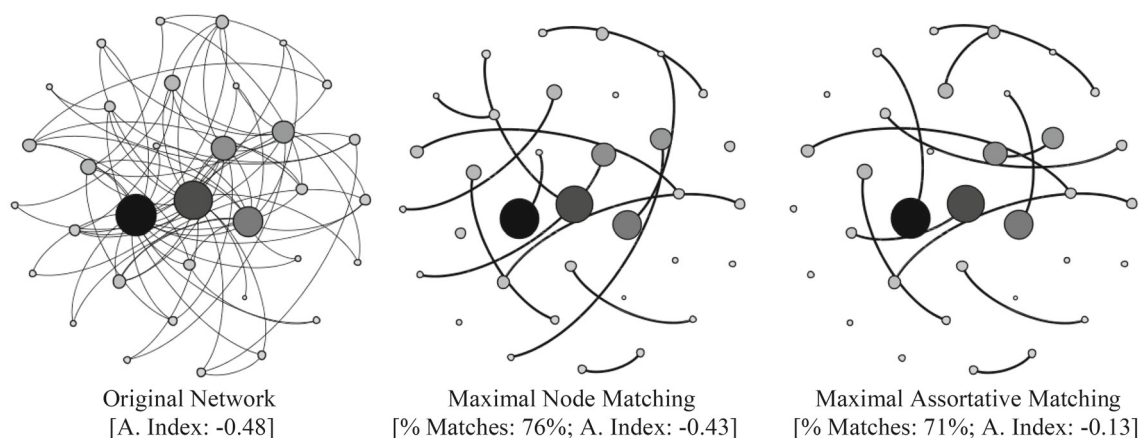 Original Network
[A. Index: -0.48]
Maximal Node Matching
[% Matches: 76%; A. Index: -0.43]
Maximal Assortative Matching
[% Matches: 71%; A. Index: -0.13]